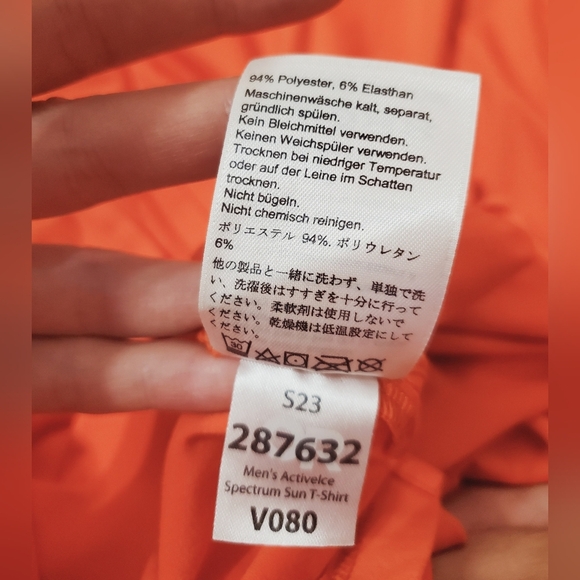 94% Polyester, 6% Elasthan
Maschinenwäsche kalt, separat,
gründlich spülen.
Kein Bleichmittel verwenden.
Keinen Weichspüler verwenden.
Trocknen bei niedriger Temperatur
oder auf der Leine im Schatten
trocknen.
Nicht bügeln.
Nicht chemisch reinigen.
ポリエステル 94%. ポリウレタン
6%
他の製品と一緒に洗わず、単独で洗
い、洗濯後はすすぎを十分に行って
ください。柔軟剤は使用しないで
ください。乾燥機は低温設定にして
ください。
30
S23
287632
Men's ActiveIce
Spectrum Sun T-Shirt
V080